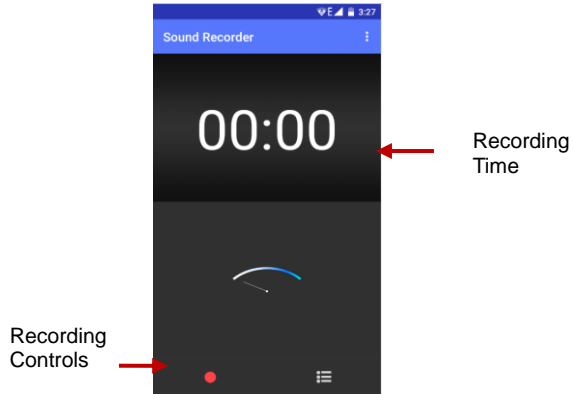 E 3:27
Sound Recorder
00:00
Recording
Time
Recording
Controls